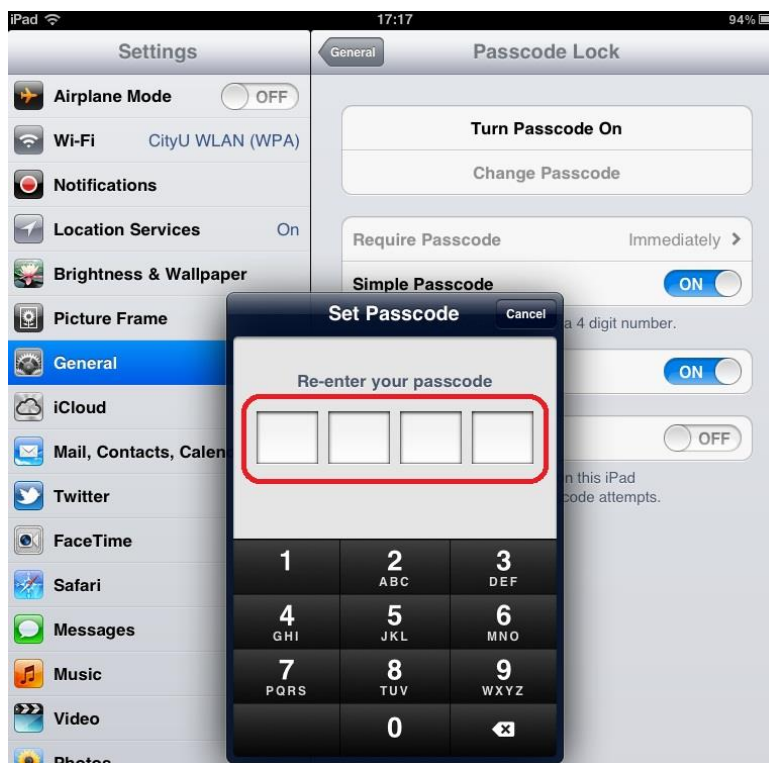 iPad 17:17 94%
Settings
General Passcode Lock
Airplane Mode OFF
Wi-Fi CityU WLAN (WPA)
Notifications
Location Services On
Brightness & Wallpaper
Picture Frame
General
iCloud
Mail, Contacts, Calen
Twitter
FaceTime
Safari
Messages
Music
Video
Photos
Turn Passcode On
Change Passcode
Require Passcode Immediately
Simple Passcode ON
a 4 digit number.
ON
OFF
n this iPad
code attempts.
Set Passcode Cancel
Re-enter your passcode
1 2 3
ABC DEF
4 5 6
GHI JKL MNO
7 8 9
PQRS TUV WXYZ
0